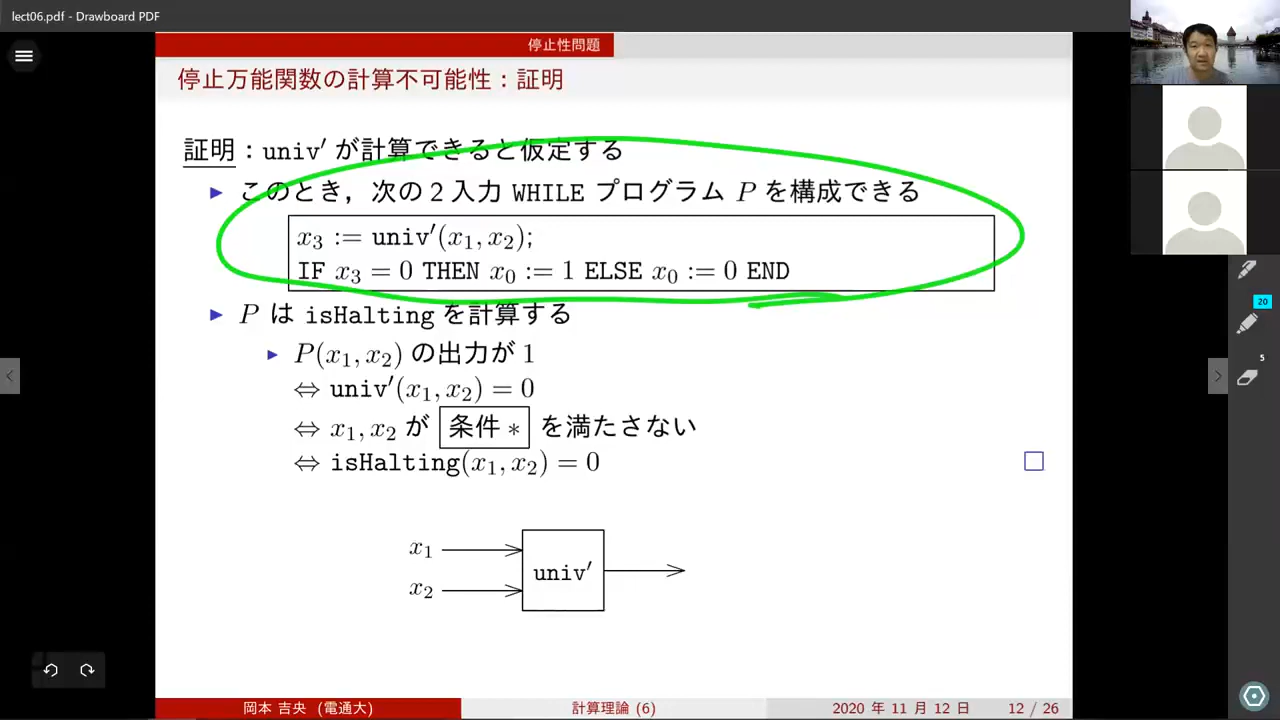 lect06.pdf - Drawboard PDF
停止性問題
停止万能関数の計算不可能性：証明
証明：univ′ が計算できると仮定する
このとき，次の 2 入力 WHILE プログラム P を構成できる
x₃ := univ′(x₁, x₂);
IF x₃ = 0 THEN x₀ := 1 ELSE x₀ := 0 END
P は isHalting を計算する
P(x₁, x₂) の出力が 1
⇔ univ′(x₁, x₂) = 0
⇔ x₁, x₂ が 条件 ∗ を満たさない
⇔ isHalting(x₁, x₂) = 0
x₁
univ′
x₂
20
5
岡本 吉央 (電通大)
計算理論 (6)
2020 年 11 月 12 日
12 / 26